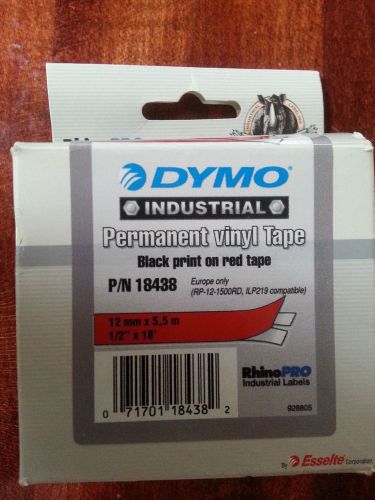 DYMO
INDUSTRIAL
Permanent vinyl Tape
Black print on red tape
P/N 18438
Europe only
(RP-12-1500RD, ILP219 compatible)
12 mm x 5,5 m
1/2" x 18'
RhinoPRO
Industrial Labels
0 71701 18438 2
928805
By Esselte Corporation